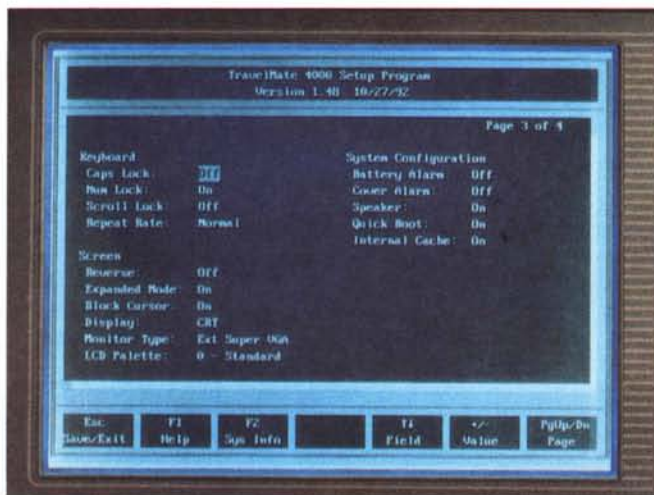 TravelMate 4000 Setup Program
Version 1.48 10/27/92
Page 3 of 4
Keyboard
Caps Lock: Off
Num Lock: On
Scroll Lock: Off
Repeat Rate: Normal
Screen
Reverse: Off
Expanded Mode: On
Block Cursor: On
Display: CRT
Monitor Type: Ext Super VGA
LCD Palette: 0 - Standard
System Configuration
Battery Alarm Off
Cover Alarm: Off
Speaker: On
Quick Boot: On
Internal Cache: On
Esc
Save/Exit
F1
Help
F2
Sys Info
↑↓
Field
+/-
Value
PgUp/Dn
Page